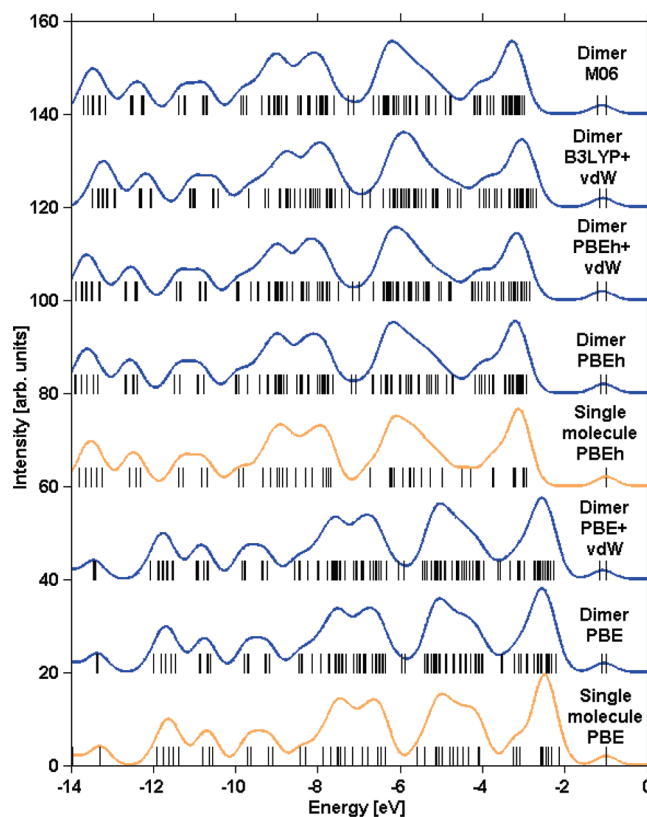 160
140
120
100
80
60
40
20
0
Intensity [arb. units]
Dimer
M06
Dimer
B3LYP+
vdW
Dimer
PBEh+
vdW
Dimer
PBEh
Single
molecule
PBEh
Dimer
PBE+
vdW
Dimer
PBE
Single
molecule
PBE
-14 -12 -10 -8 -6 -4 -2 0
Energy [eV]